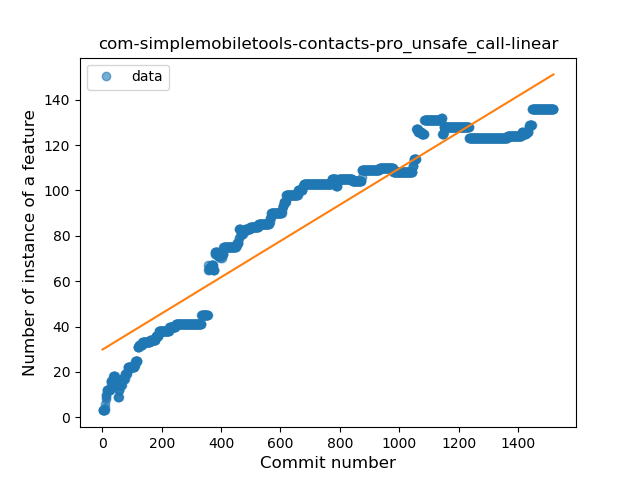 com-simplemobiletools-contacts-pro_unsafe_call-linear
data
Number of instance of a feature
140
120
100
80
60
40
20
0
0 200 400 600 800 1000 1200 1400
Commit number